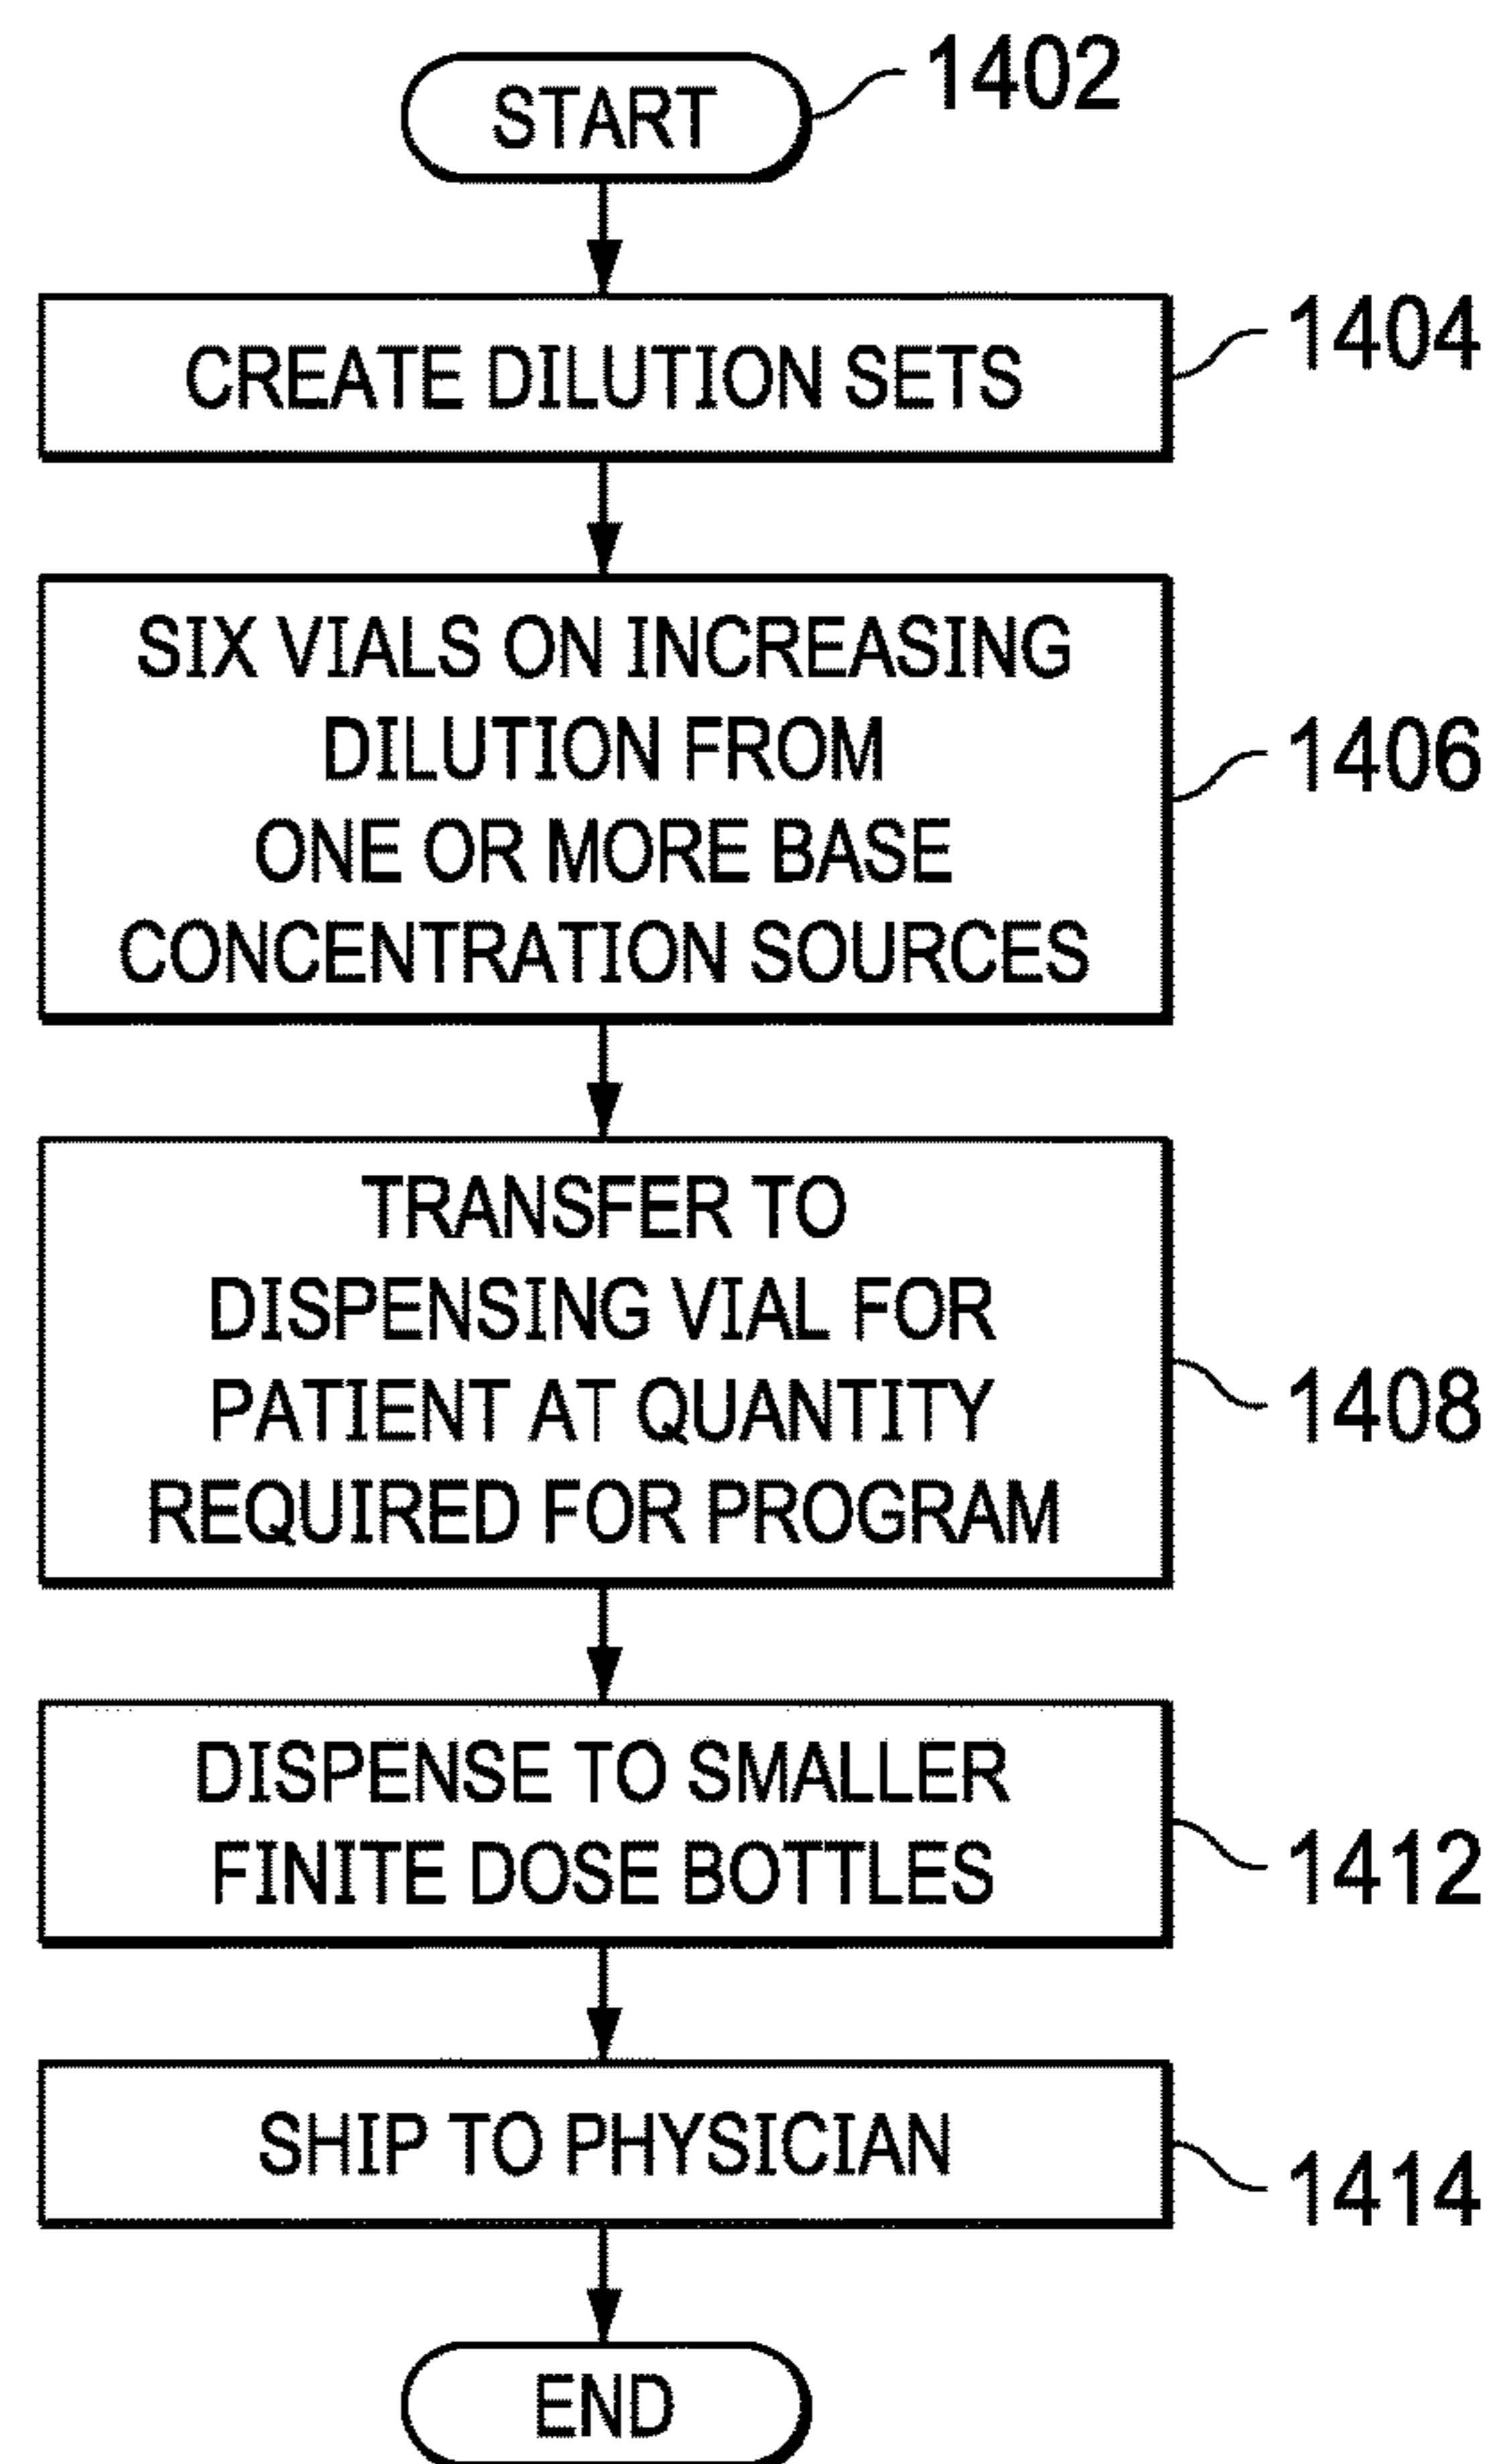 START
1402
CREATE DILUTION SETS
1404
SIX VIALS ON INCREASING
DILUTION FROM
ONE OR MORE BASE
CONCENTRATION SOURCES
1406
TRANSFER TO
DISPENSING VIAL FOR
PATIENT AT QUANTITY
REQUIRED FOR PROGRAM
1408
DISPENSE TO SMALLER
FINITE DOSE BOTTLES
1412
SHIP TO PHYSICIAN
1414
END